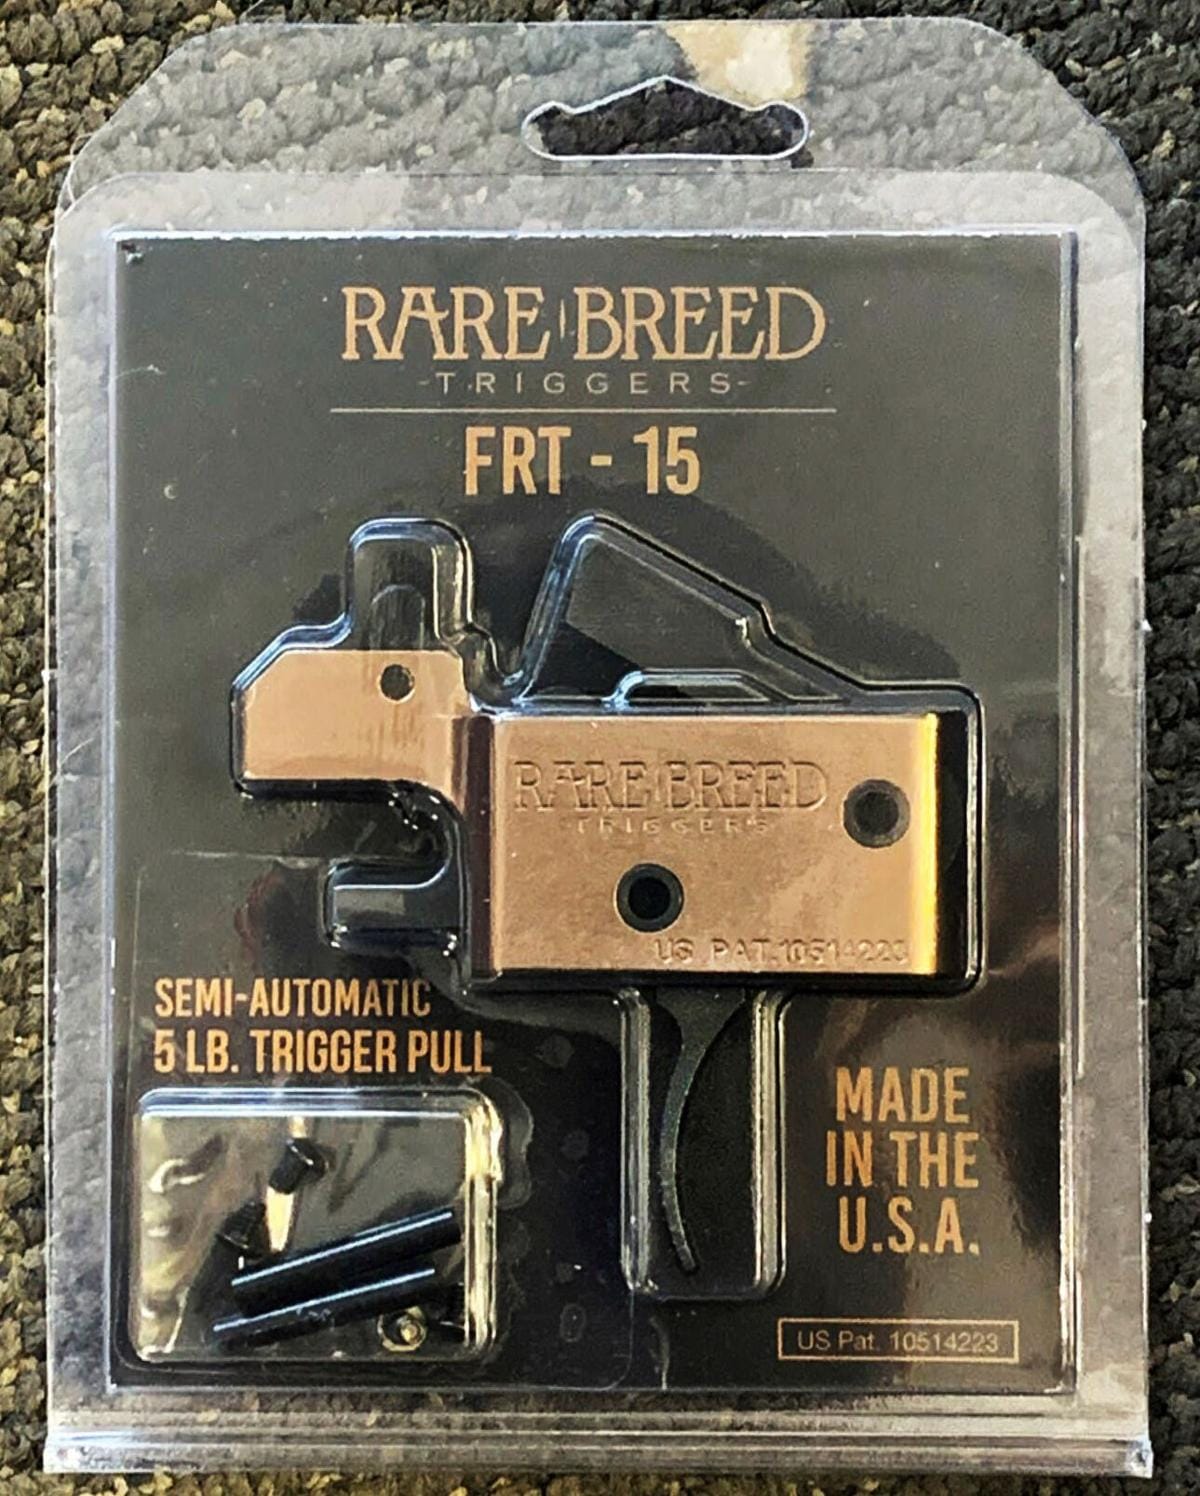 RARE BREED
-TRIGGERS-
FRT - 15
RARE BREED
TRIGGERS
US PAT.10514223
SEMI-AUTOMATIC
5 LB. TRIGGER PULL
MADE
IN THE
U.S.A.
US Pat. 10514223